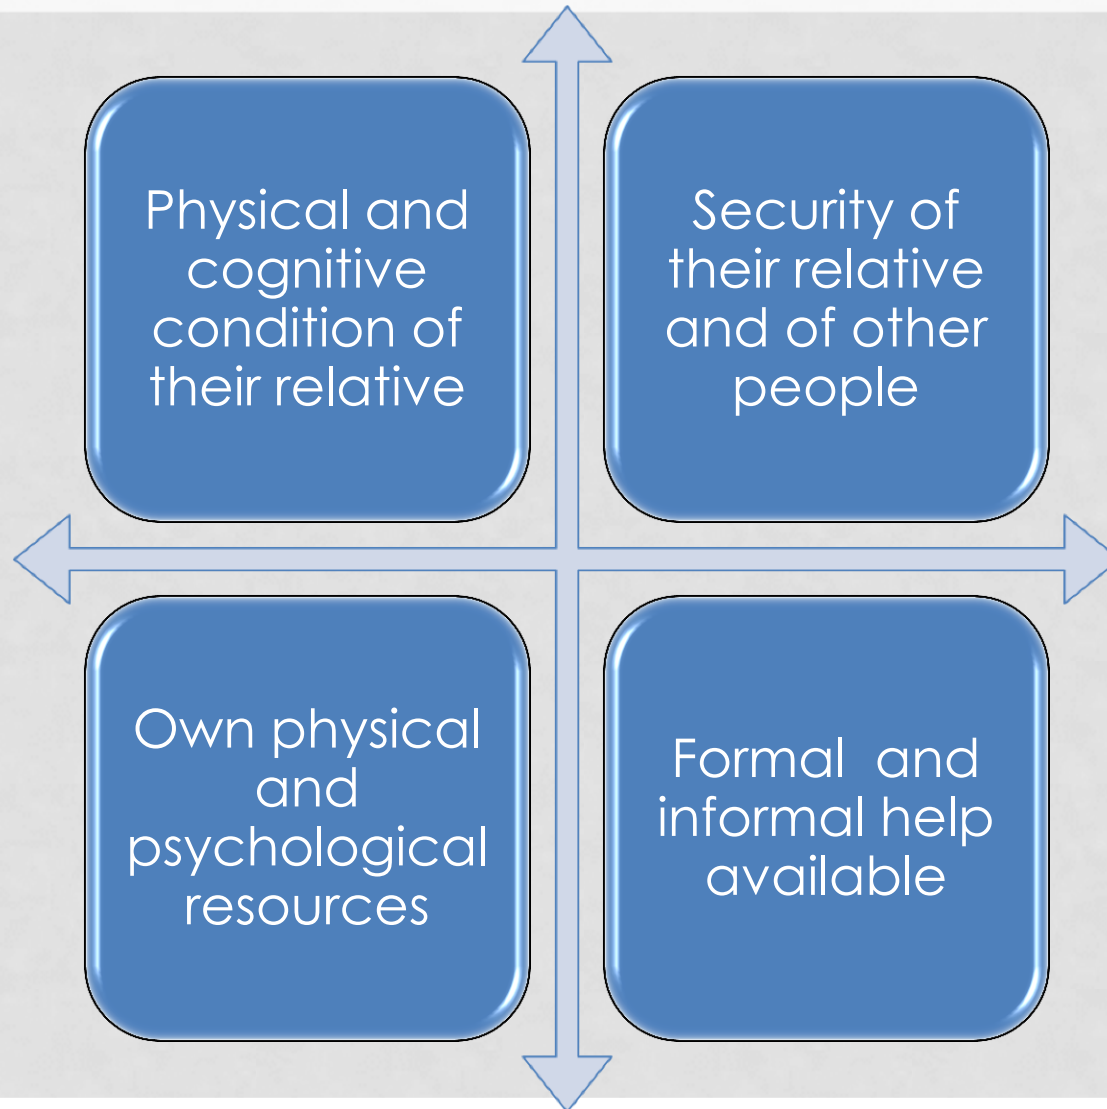 Physical and
cognitive
condition of
their relative
Security of
their relative
and of other
people
Own physical
and
psychological
resources
Formal  and
informal help
available